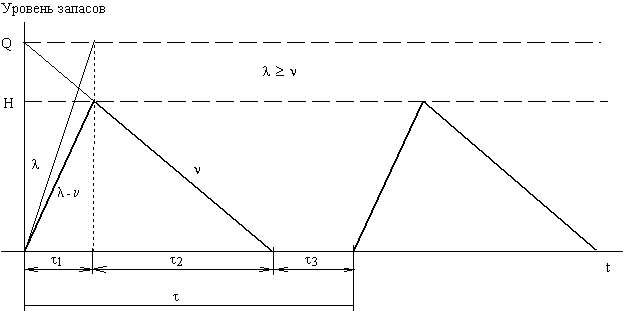 Уровень запасов
Q
λ ≥ ν
H
λ
ν
λ - υ
τ1
τ2
τ3
t
τ